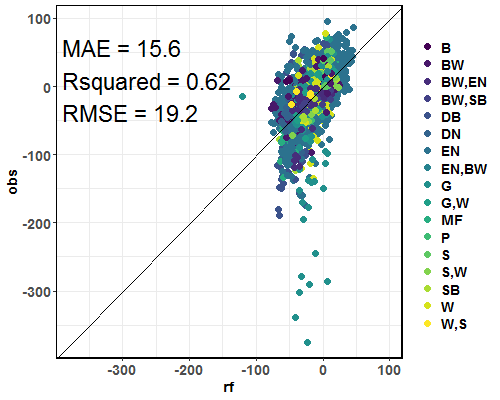 MAE = 15.6
Rsquared = 0.62
RMSE = 19.2
100
0
-100
-200
-300
obs
-300
-200
-100
0
100
rf
B
BW
BW,EN
BW,SB
DB
DN
EN
EN,BW
G
G,W
MF
P
S
S,W
SB
W
W,S